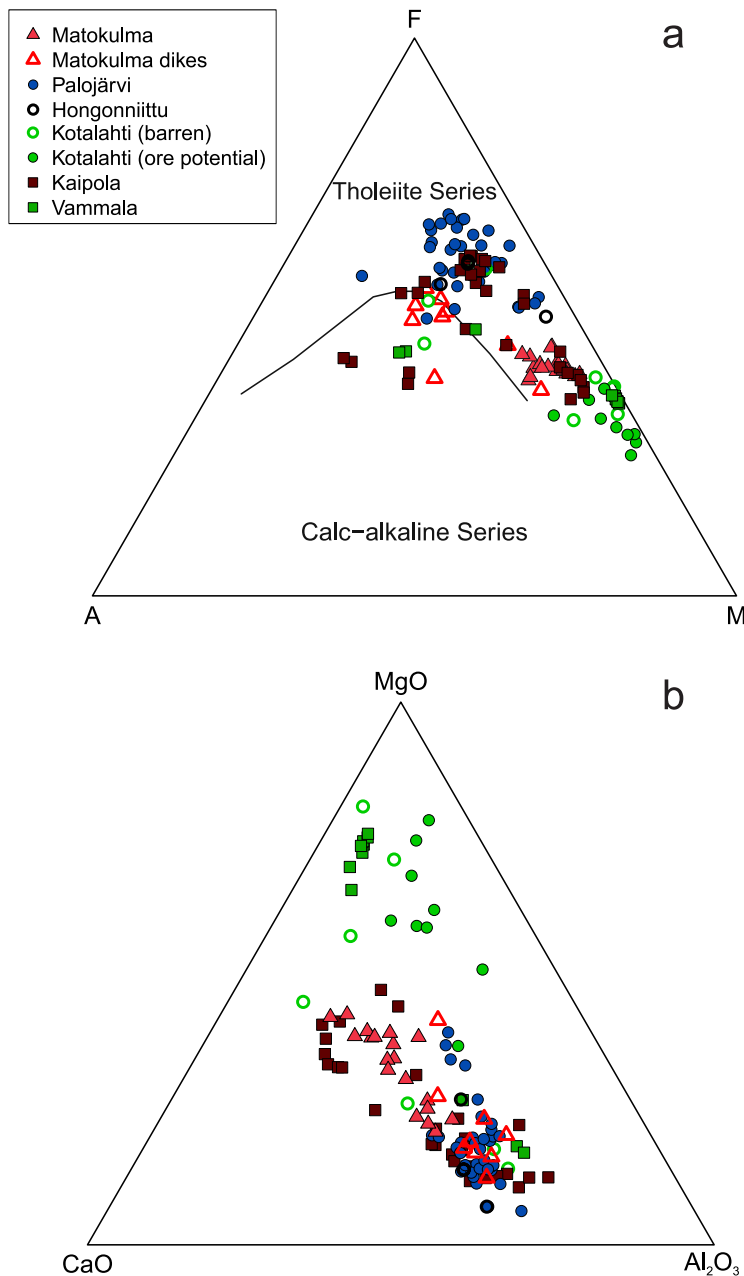 F
a
Matokulma
Matokulma dikes
Palojärvi
Hongonniittu
Kotalahti (barren)
Kotalahti (ore potential)
Kaipola
Vammala
Tholeiite Series
Calc−alkaline Series
A
M
MgO
b
CaO
Al₂O₃